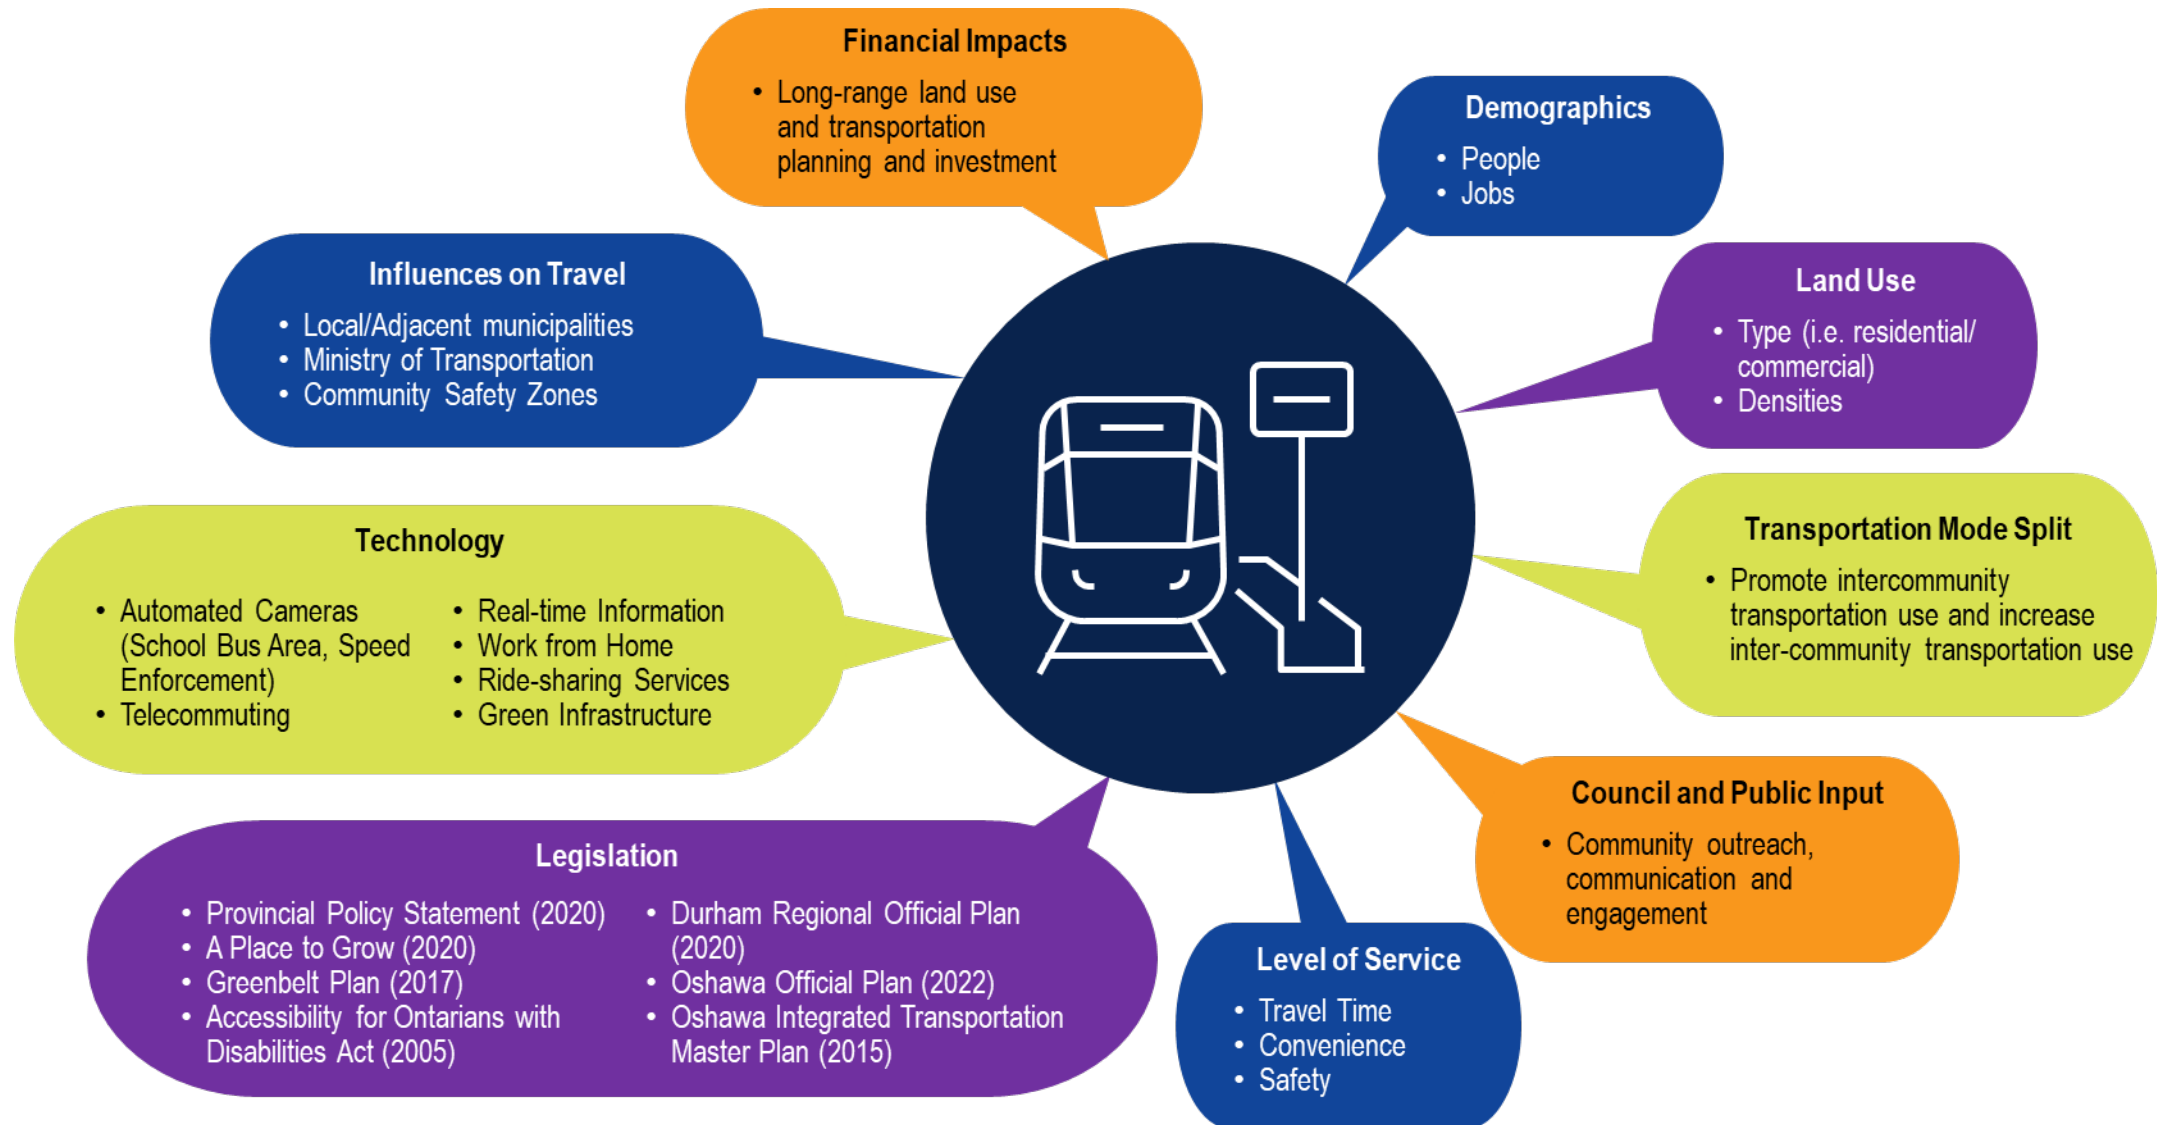 Financial Impacts
• Long-range land use
and transportation
planning and investment
Demographics
• People
• Jobs
Influences on Travel
• Local/Adjacent municipalities
• Ministry of Transportation
• Community Safety Zones
Land Use
• Type (i.e. residential/
commercial)
• Densities
Technology
• Automated Cameras
(School Bus Area, Speed
Enforcement)
• Telecommuting
• Real-time Information
• Work from Home
• Ride-sharing Services
• Green Infrastructure
Transportation Mode Split
• Promote intercommunity
transportation use and increase
inter-community transportation use
Council and Public Input
• Community outreach,
communication and
engagement
Legislation
• Provincial Policy Statement (2020)
• A Place to Grow (2020)
• Greenbelt Plan (2017)
• Accessibility for Ontarians with
Disabilities Act (2005)
• Durham Regional Official Plan
(2020)
• Oshawa Official Plan (2022)
• Oshawa Integrated Transportation
Master Plan (2015)
Level of Service
• Travel Time
• Convenience
• Safety